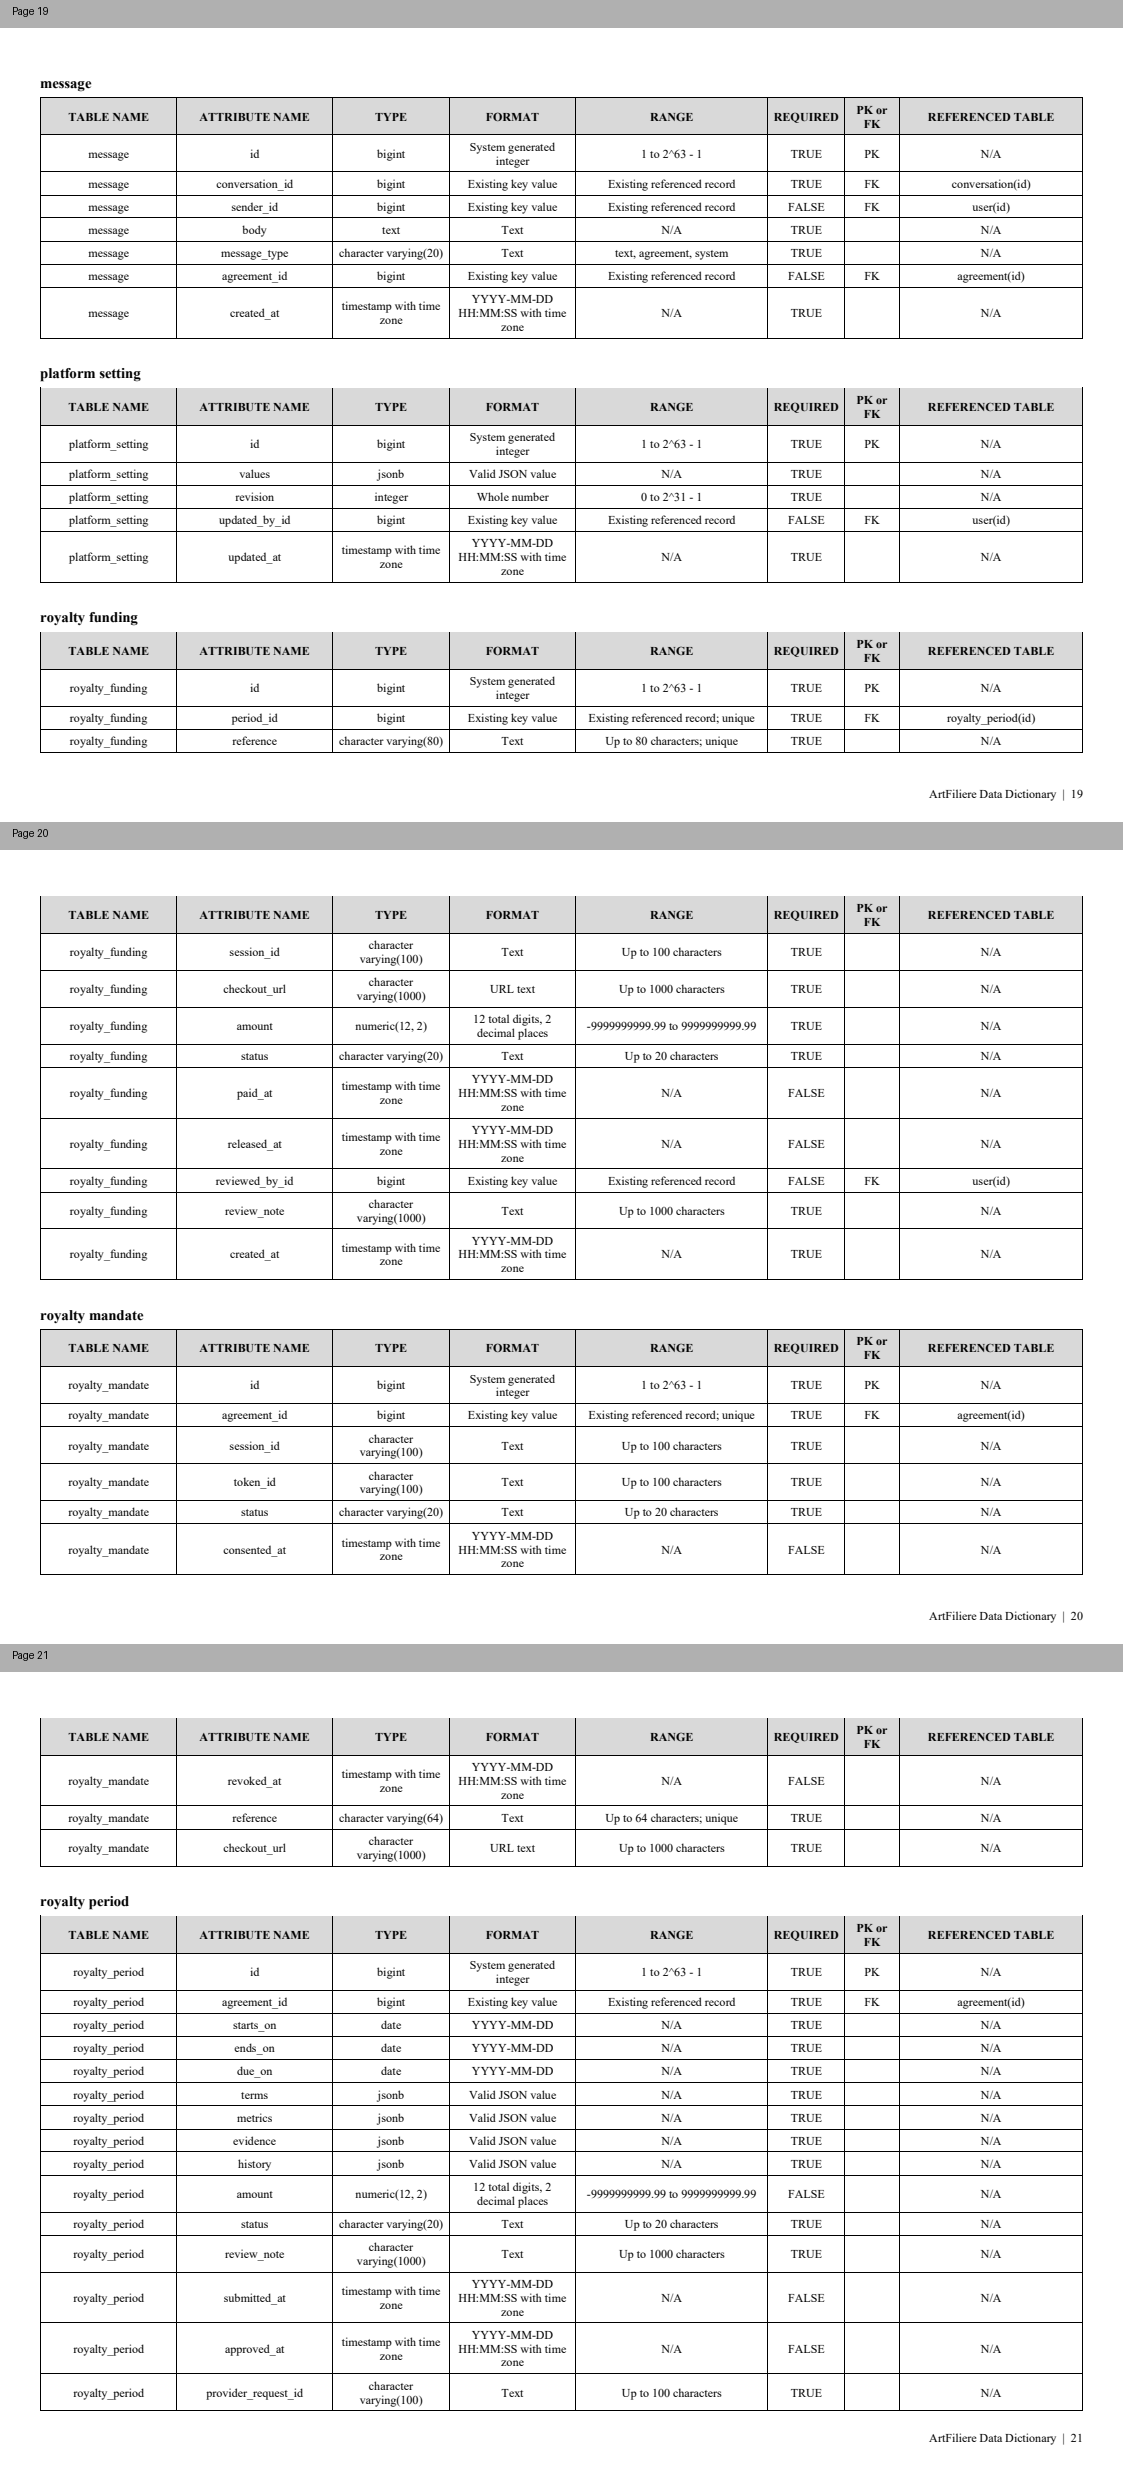 Page 19
message
TABLE NAME ATTRIBUTE NAME TYPE FORMAT RANGE REQUIRED PK or FK REFERENCED TABLE
message id bigint System generated integer 1 to 2^63 - 1 TRUE PK N/A
message conversation_id bigint Existing key value Existing referenced record TRUE FK conversation(id)
message sender_id bigint Existing key value Existing referenced record FALSE FK user(id)
message body text Text N/A TRUE N/A
message message_type character varying(20) Text text, agreement, system TRUE N/A
message agreement_id bigint Existing key value Existing referenced record FALSE FK agreement(id)
message created_at timestamp with time zone YYYY-MM-DD HH:MM:SS with time zone N/A TRUE N/A
platform setting
TABLE NAME ATTRIBUTE NAME TYPE FORMAT RANGE REQUIRED PK or FK REFERENCED TABLE
platform_setting id bigint System generated integer 1 to 2^63 - 1 TRUE PK N/A
platform_setting values jsonb Valid JSON value N/A TRUE N/A
platform_setting revision integer Whole number 0 to 2^31 - 1 TRUE N/A
platform_setting updated_by_id bigint Existing key value Existing referenced record FALSE FK user(id)
platform_setting updated_at timestamp with time zone YYYY-MM-DD HH:MM:SS with time zone N/A TRUE N/A
royalty funding
TABLE NAME ATTRIBUTE NAME TYPE FORMAT RANGE REQUIRED PK or FK REFERENCED TABLE
royalty_funding id bigint System generated integer 1 to 2^63 - 1 TRUE PK N/A
royalty_funding period_id bigint Existing key value Existing referenced record; unique TRUE FK royalty_period(id)
royalty_funding reference character varying(80) Text Up to 80 characters; unique TRUE N/A
ArtFiliere Data Dictionary | 19
Page 20
TABLE NAME ATTRIBUTE NAME TYPE FORMAT RANGE REQUIRED PK or FK REFERENCED TABLE
royalty_funding session_id character varying(100) Text Up to 100 characters TRUE N/A
royalty_funding checkout_url character varying(1000) URL text Up to 1000 characters TRUE N/A
royalty_funding amount numeric(12, 2) 12 total digits, 2 decimal places -9999999999.99 to 9999999999.99 TRUE N/A
royalty_funding status character varying(20) Text Up to 20 characters TRUE N/A
royalty_funding paid_at timestamp with time zone YYYY-MM-DD HH:MM:SS with time zone N/A FALSE N/A
royalty_funding released_at timestamp with time zone YYYY-MM-DD HH:MM:SS with time zone N/A FALSE N/A
royalty_funding reviewed_by_id bigint Existing key value Existing referenced record FALSE FK user(id)
royalty_funding review_note character varying(1000) Text Up to 1000 characters TRUE N/A
royalty_funding created_at timestamp with time zone YYYY-MM-DD HH:MM:SS with time zone N/A TRUE N/A
royalty mandate
TABLE NAME ATTRIBUTE NAME TYPE FORMAT RANGE REQUIRED PK or FK REFERENCED TABLE
royalty_mandate id bigint System generated integer 1 to 2^63 - 1 TRUE PK N/A
royalty_mandate agreement_id bigint Existing key value Existing referenced record; unique TRUE FK agreement(id)
royalty_mandate session_id character varying(100) Text Up to 100 characters TRUE N/A
royalty_mandate token_id character varying(100) Text Up to 100 characters TRUE N/A
royalty_mandate status character varying(20) Text Up to 20 characters TRUE N/A
royalty_mandate consented_at timestamp with time zone YYYY-MM-DD HH:MM:SS with time zone N/A FALSE N/A
ArtFiliere Data Dictionary | 20
Page 21
TABLE NAME ATTRIBUTE NAME TYPE FORMAT RANGE REQUIRED PK or FK REFERENCED TABLE
royalty_mandate revoked_at timestamp with time zone YYYY-MM-DD HH:MM:SS with time zone N/A FALSE N/A
royalty_mandate reference character varying(64) Text Up to 64 characters; unique TRUE N/A
royalty_mandate checkout_url character varying(1000) URL text Up to 1000 characters TRUE N/A
royalty period
TABLE NAME ATTRIBUTE NAME TYPE FORMAT RANGE REQUIRED PK or FK REFERENCED TABLE
royalty_period id bigint System generated integer 1 to 2^63 - 1 TRUE PK N/A
royalty_period agreement_id bigint Existing key value Existing referenced record TRUE FK agreement(id)
royalty_period starts_on date YYYY-MM-DD N/A TRUE N/A
royalty_period ends_on date YYYY-MM-DD N/A TRUE N/A
royalty_period due_on date YYYY-MM-DD N/A TRUE N/A
royalty_period terms jsonb Valid JSON value N/A TRUE N/A
royalty_period metrics jsonb Valid JSON value N/A TRUE N/A
royalty_period evidence jsonb Valid JSON value N/A TRUE N/A
royalty_period history jsonb Valid JSON value N/A TRUE N/A
royalty_period amount numeric(12, 2) 12 total digits, 2 decimal places -9999999999.99 to 9999999999.99 FALSE N/A
royalty_period status character varying(20) Text Up to 20 characters TRUE N/A
royalty_period review_note character varying(1000) Text Up to 1000 characters TRUE N/A
royalty_period submitted_at timestamp with time zone YYYY-MM-DD HH:MM:SS with time zone N/A FALSE N/A
royalty_period approved_at timestamp with time zone YYYY-MM-DD HH:MM:SS with time zone N/A FALSE N/A
royalty_period provider_request_id character varying(100) Text Up to 100 characters TRUE N/A
ArtFiliere Data Dictionary | 21